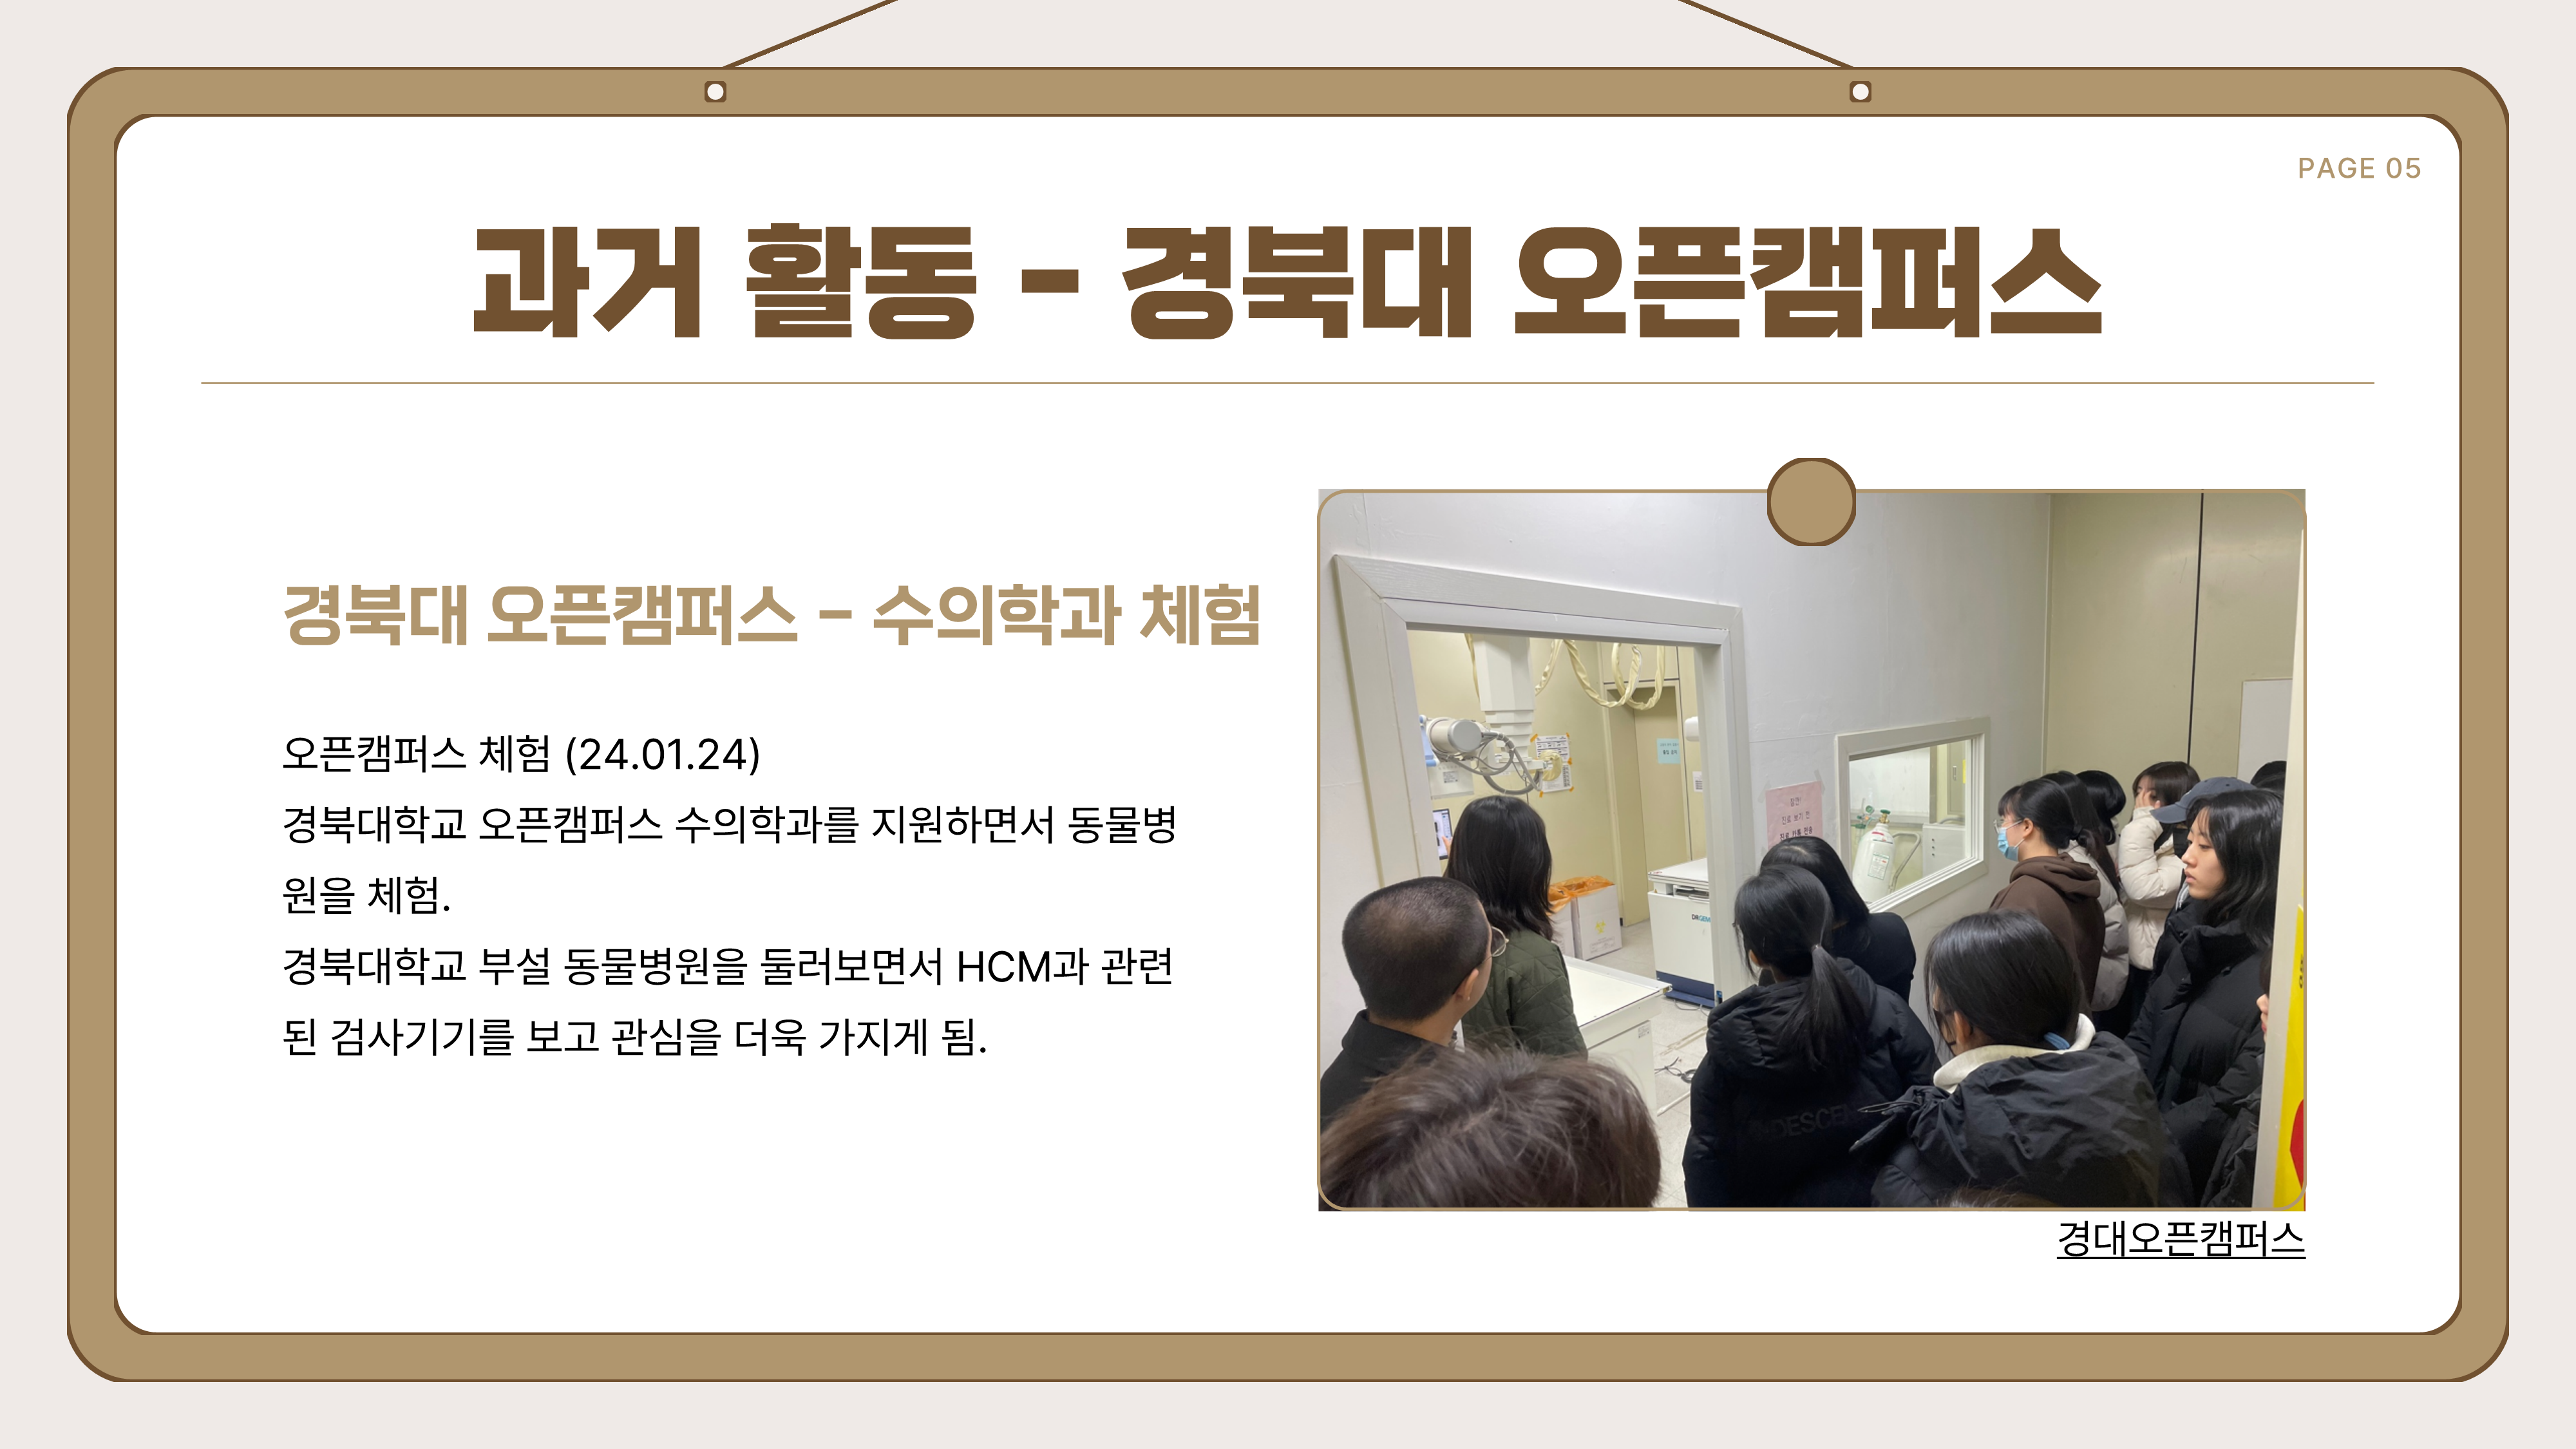 PAGE 05
과거 활동 - 경북대 오픈캠퍼스
경북대 오픈캠퍼스 - 수의학과 체험
오픈캠퍼스 체험 (24.01.24)
경북대학교 오픈캠퍼스 수의학과를 지원하면서 동물병
원을 체험.
경북대학교 부설 동물병원을 둘러보면서 HCM과 관련
된 검사기기를 보고 관심을 더욱 가지게 됨.
경대오픈캠퍼스